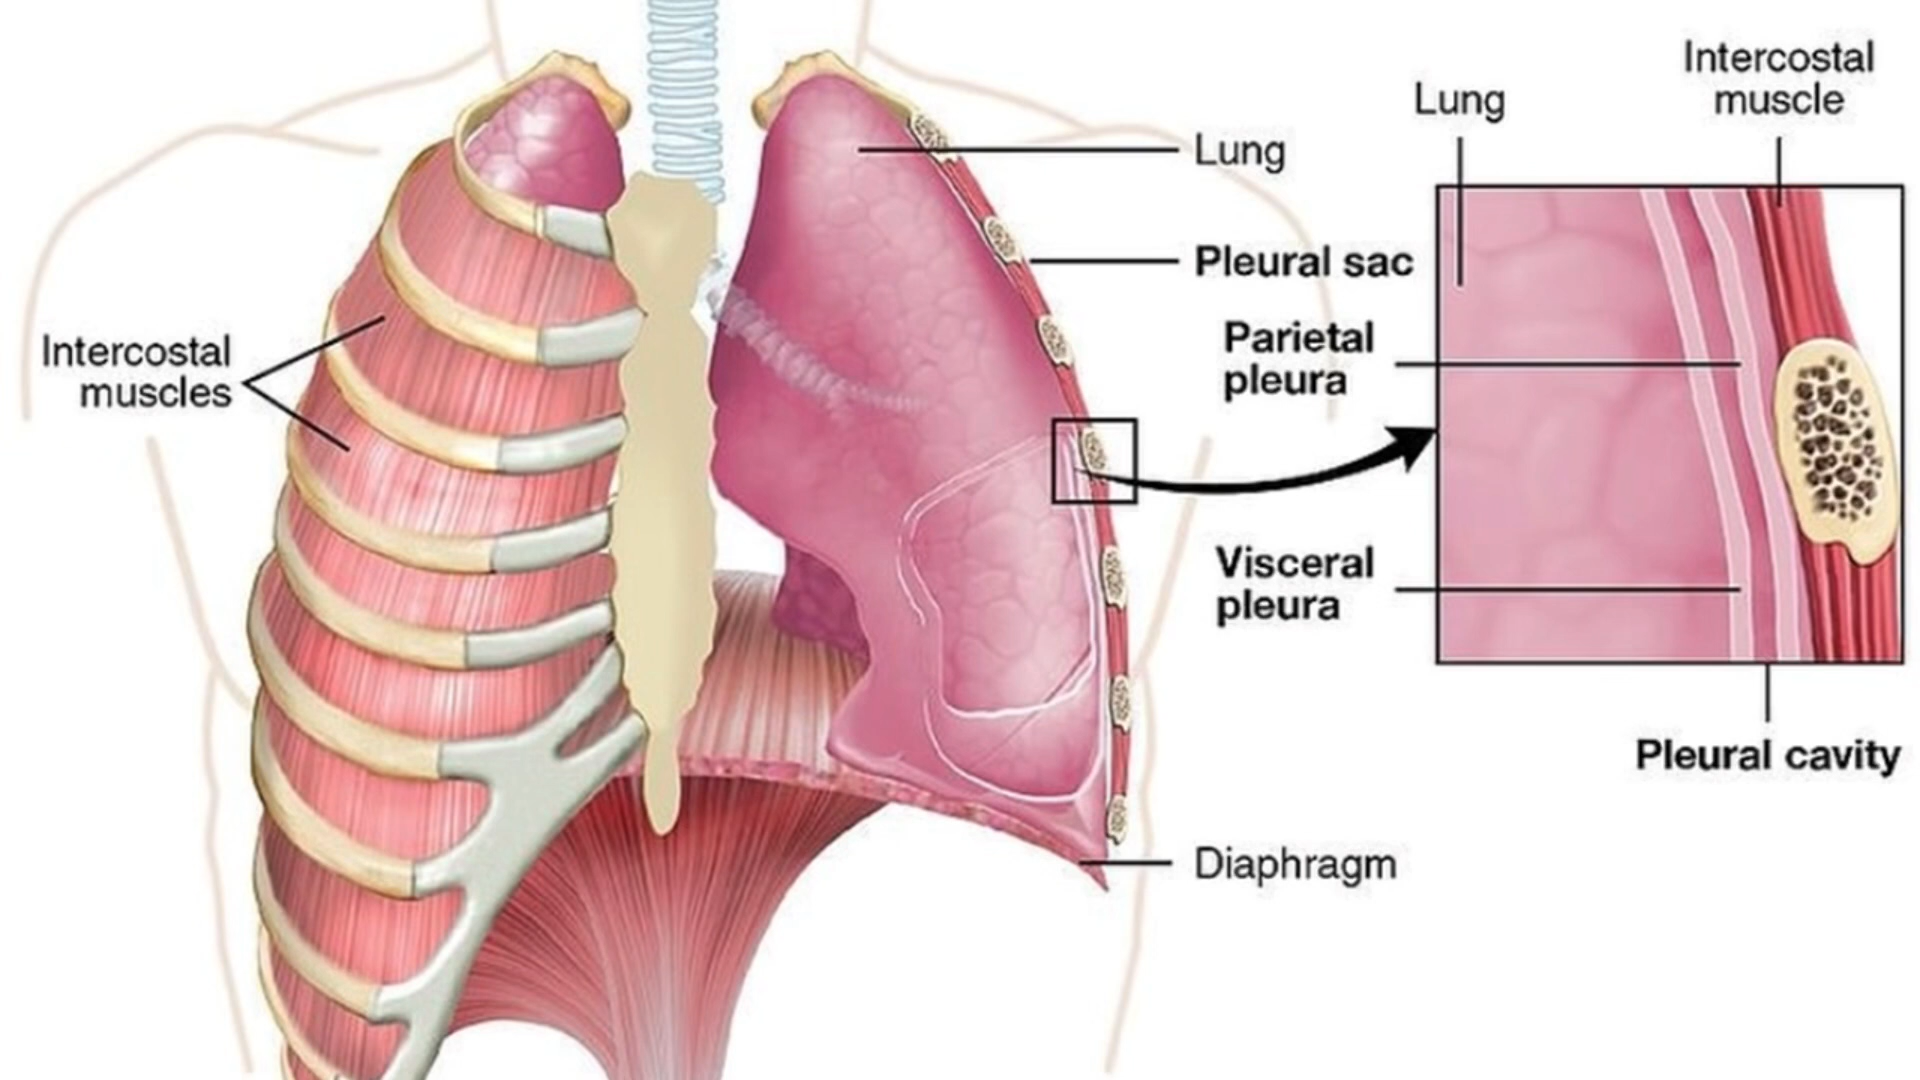 Intercostal
muscles
Lung
Pleural sac
Parietal
pleura
Visceral
pleura
Diaphragm
Lung
Intercostal
muscle
Pleural cavity